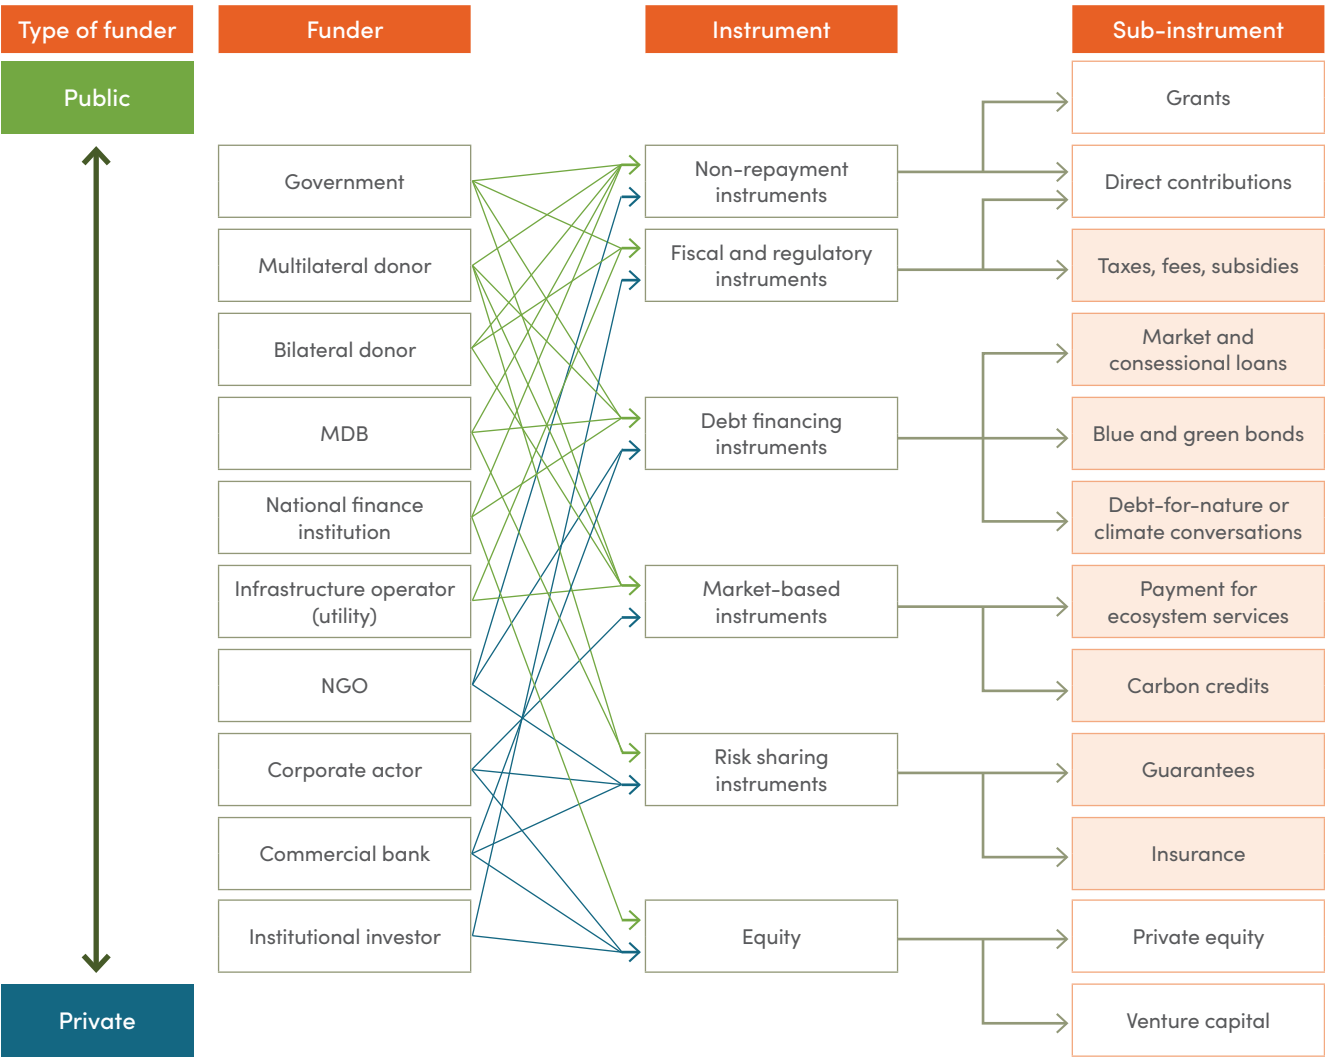 Type of funder
Funder
Instrument
Sub-instrument
Public
Private
Government
Multilateral donor
Bilateral donor
MDB
National finance
institution
Infrastructure operator
(utility)
NGO
Corporate actor
Commercial bank
Institutional investor
Non-repayment
instruments
Fiscal and regulatory
instruments
Debt financing
instruments
Market-based
instruments
Risk sharing
instruments
Equity
Grants
Direct contributions
Taxes, fees, subsidies
Market and
consessional loans
Blue and green bonds
Debt-for-nature or
climate conversations
Payment for
ecosystem services
Carbon credits
Guarantees
Insurance
Private equity
Venture capital